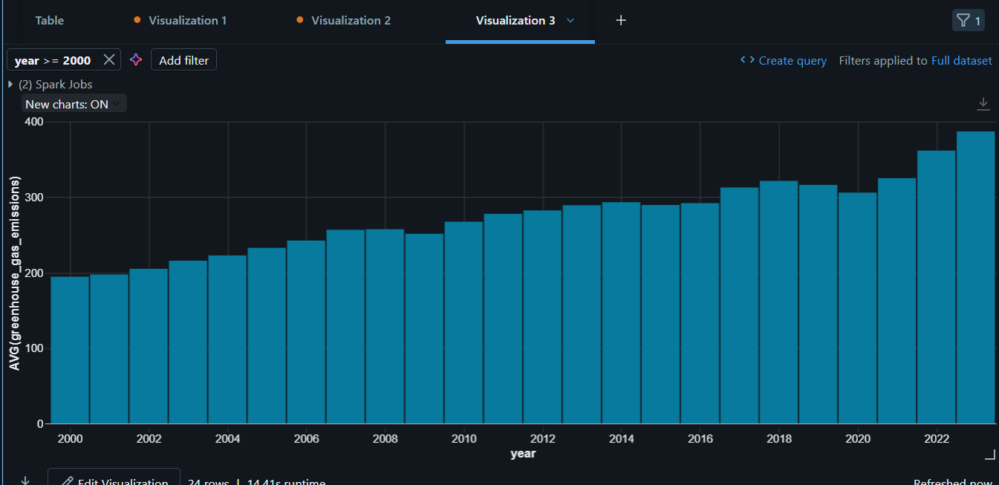 Table Visualization 1 Visualization 2 Visualization 3 + 1
year >= 2000 Add filter <> Create query Filters applied to Full dataset
(2) Spark Jobs
New charts: ON
400
300
200
100
0
AVG(greenhouse_gas_emissions)
2000 2002 2004 2006 2008 2010 2012 2014 2016 2018 2020 2022
year
Edit Visualization 24 rows | 14.41s runtime Refreshed now